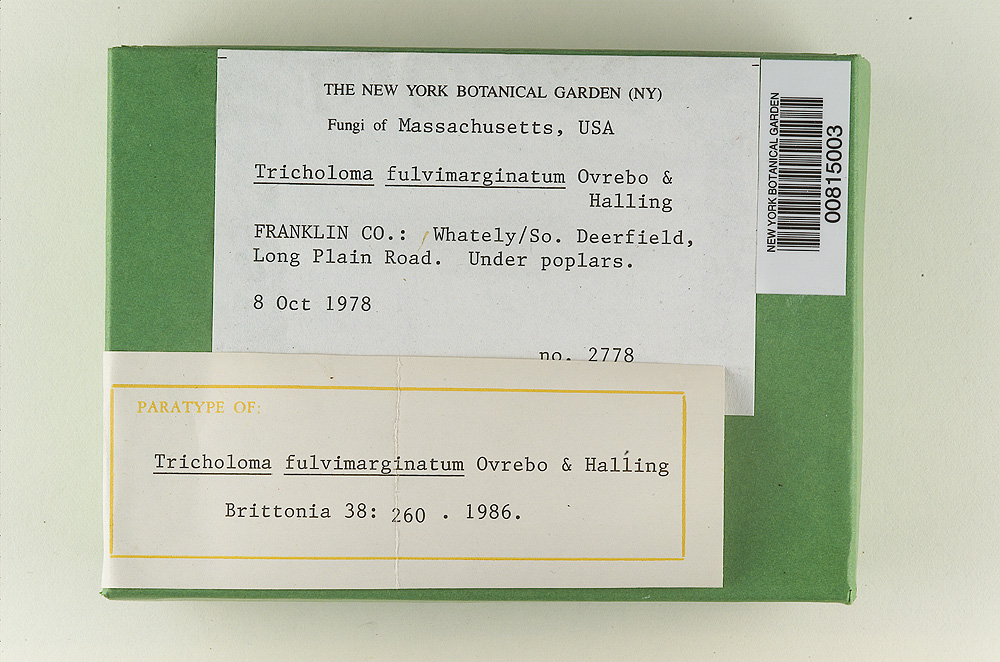 THE NEW YORK BOTANICAL GARDEN (NY)
Fungi of Massachusetts, USA
Tricholoma fulvimarginatum Ovrebo &
Halling
FRANKLIN CO.: Whately/So. Deerfield,
Long Plain Road. Under poplars.
8 Oct 1978
no. 2778
NEW YORK BOTANICAL GARDEN
00815003
PARATYPE OF:
Tricholoma fulvimarginatum Ovrebo & Halling
Brittonia 38: 260 . 1986.